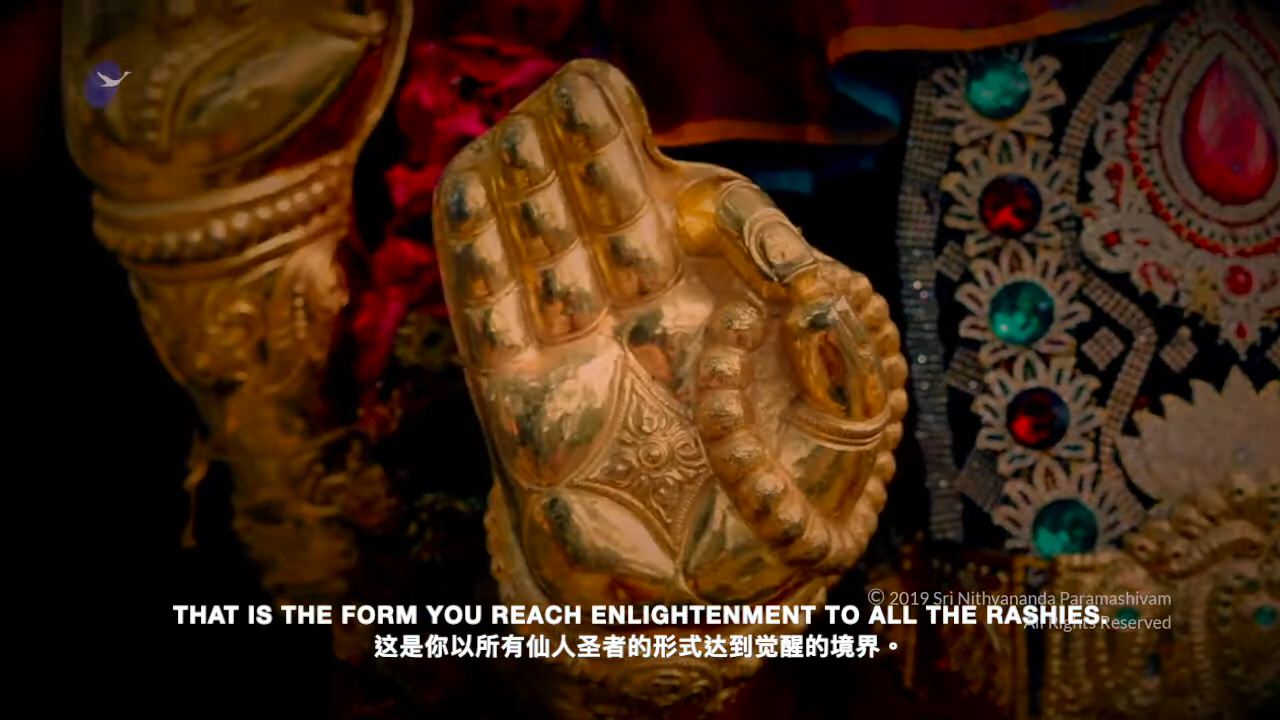 © 2019 Sri Nithyananda Paramashivam
THAT IS THE FORM YOU REACH ENLIGHTENMENT TO ALL THE RASHIES.
All Rights Reserved
这是你以所有仙人圣者的形式达到觉醒的境界。